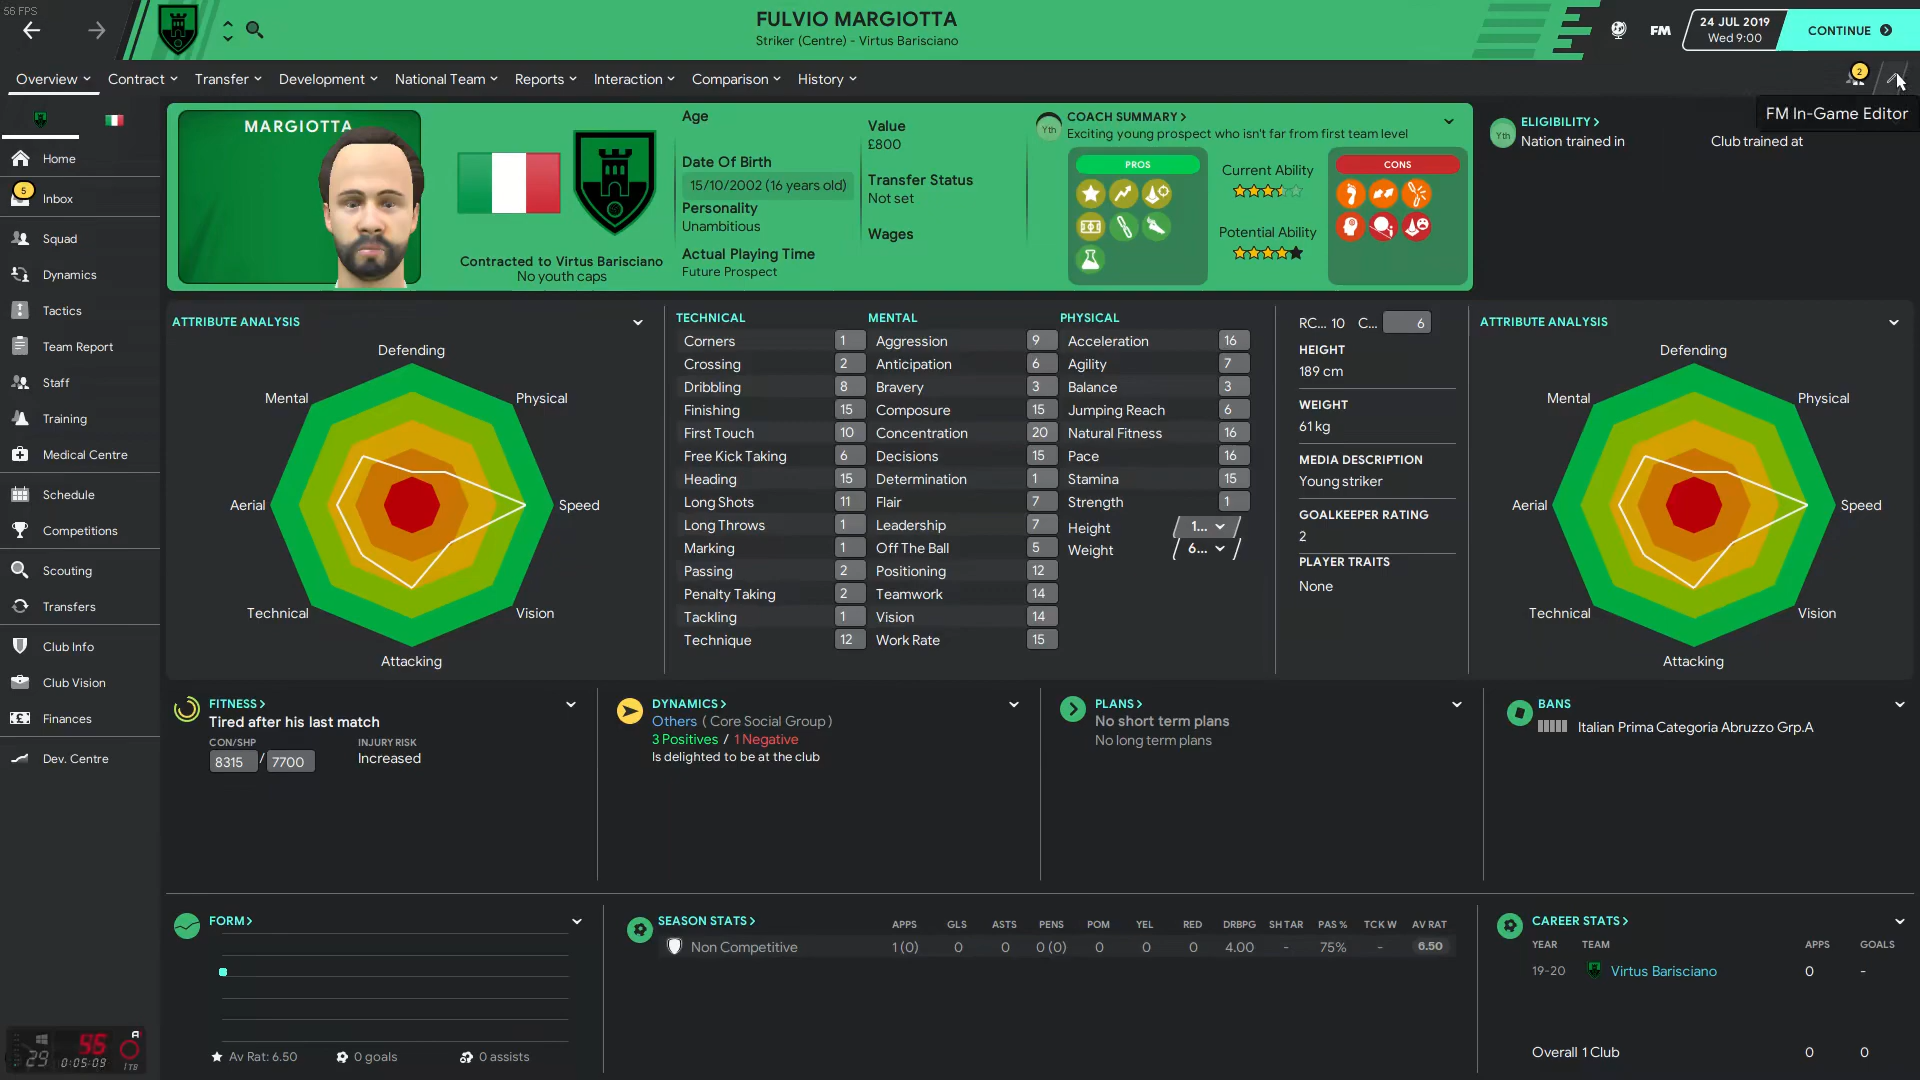 56 FPS
FULVIO MARGIOTTA
Striker (Centre) - Virtus Barisciano
FM
24 JUL 2019
Wed 9:00
CONTINUE
Overview
Contract
Transfer
Development
National Team
Reports
Interaction
Comparison
History
2
FM In-Game Editor
Home
5
Inbox
Squad
Dynamics
Tactics
Team Report
Staff
Training
Medical Centre
Schedule
Competitions
Scouting
Transfers
Club Info
Club Vision
Finances
Dev. Centre
MARGIOTTA
Contracted to Virtus Barisciano
No youth caps
Age
Date Of Birth
15/10/2002 (16 years old)
Personality
Unambitious
Actual Playing Time
Future Prospect
Value
£800
Transfer Status
Not set
Wages
Yth
COACH SUMMARY >
Exciting young prospect who isn't far from first team level
PROS
Current Ability
Potential Ability
CONS
Yth
ELIGIBILITY >
Nation trained in
Club trained at
ATTRIBUTE ANALYSIS
Defending
Mental
Physical
Aerial
Speed
Technical
Vision
Attacking
TECHNICAL
Corners 1
Crossing 2
Dribbling 8
Finishing 15
First Touch 10
Free Kick Taking 6
Heading 15
Long Shots 11
Long Throws 1
Marking 1
Passing 2
Penalty Taking 2
Tackling 1
Technique 12
MENTAL
Aggression 9
Anticipation 6
Bravery 3
Composure 15
Concentration 20
Decisions 15
Determination 1
Flair 7
Leadership 7
Off The Ball 5
Positioning 12
Teamwork 14
Vision 14
Work Rate 15
PHYSICAL
Acceleration 16
Agility 7
Balance 3
Jumping Reach 6
Natural Fitness 16
Pace 16
Stamina 15
Strength 1
Height 1...
Weight 6...
RC... 10 C... 6
HEIGHT
189 cm
WEIGHT
61 kg
MEDIA DESCRIPTION
Young striker
GOALKEEPER RATING
2
PLAYER TRAITS
None
ATTRIBUTE ANALYSIS
Defending
Mental
Physical
Aerial
Speed
Technical
Vision
Attacking
FITNESS >
Tired after his last match
CON/SHP
8315 / 7700
INJURY RISK
Increased
DYNAMICS >
Others ( Core Social Group )
3 Positives / 1 Negative
Is delighted to be at the club
PLANS >
No short term plans
No long term plans
BANS
Italian Prima Categoria Abruzzo Grp.A
FORM >
Av Rat: 6.50
0 goals
0 assists
SEASON STATS > APPS GLS ASTS PENS POM YEL RED DRBPG SH TAR PAS % TCK W AV RAT
Non Competitive 1 (0) 0 0 0 (0) 0 0 0 4.00 - 75% - 6.50
CAREER STATS >
YEAR TEAM APPS GOALS
19-20 Virtus Barisciano 0 -
Overall 1 Club 0 0
29 55 A
0:05:09 1TB